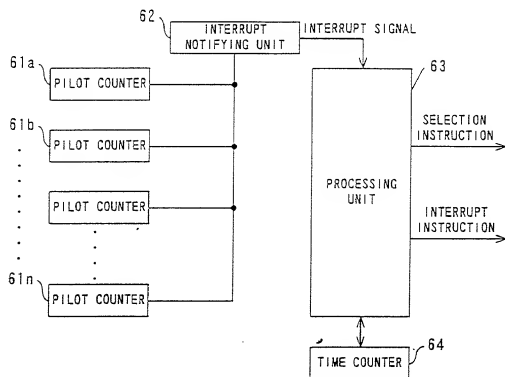 62
INTERRUPT
NOTIFYING UNIT
INTERRUPT SIGNAL
61a
PILOT COUNTER
63
61b
PILOT COUNTER
SELECTION
INSTRUCTION
PILOT COUNTER
PROCESSING
UNIT
INTERRUPT
INSTRUCTION
61n
PILOT COUNTER
64
TIME COUNTER